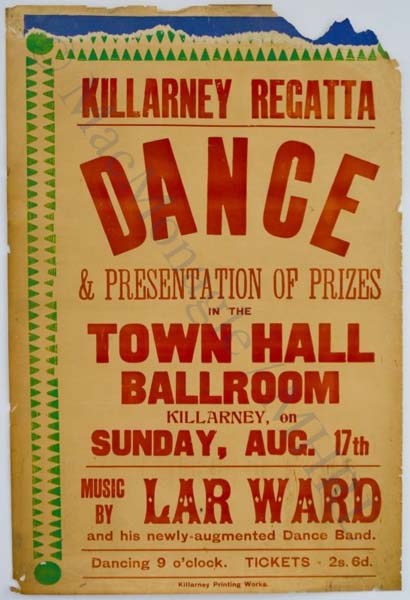 KILLARNEY REGATTA
DANCE
& PRESENTATION OF PRIZES
IN THE
TOWN HALL
BALLROOM
KILLARNEY, on
SUNDAY, AUG. 17th
MUSIC
BY
LAR WARD
and his newly-augmented Dance Band.
Dancing 9 o'clock. TICKETS - 2s. 6d.
Killarney Printing Works.
© MacMonagle /